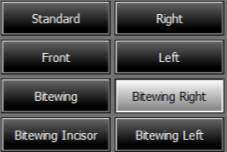 Standard
Right
Front
Left
Bitewing
Bitewing Right
Bitewing Incisor
Bitewing Left